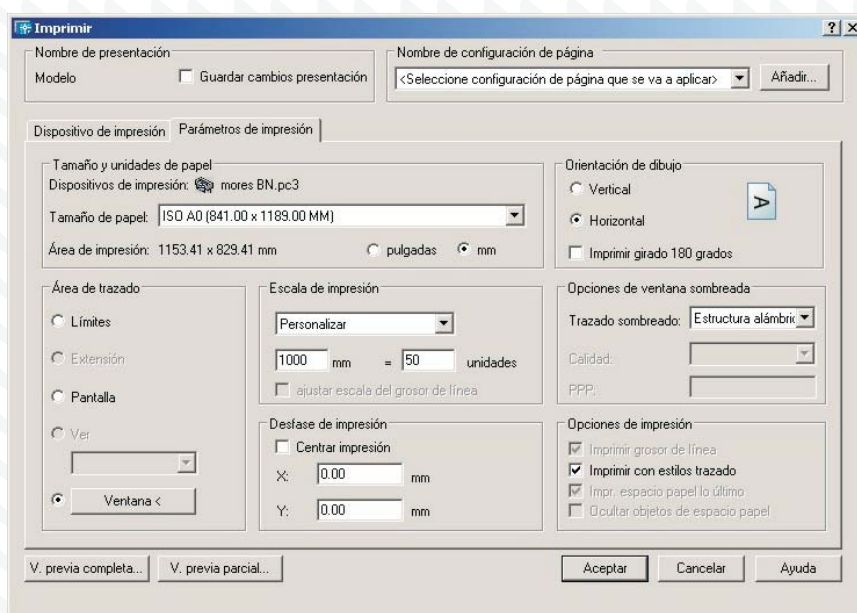 Imprimir
Nombre de presentación
Modelo
Guardar cambios presentación
Nombre de configuración de página
<Seleccione configuración de página que se va a aplicar>
Añadir...
Dispositivo de impresión
Parámetros de impresión
Tamaño y unidades de papel
Dispositivos de impresión: mores BN.pc3
Tamaño de papel: ISO A0 (841.00 x 1189.00 MM)
Área de impresión: 1153.41 x 829.41 mm
pulgadas
mm
Orientación de dibujo
Vertical
Horizontal
A
Imprimir girado 180 grados
Área de trazado
Límites
Extensión
Pantalla
Ver
Ventana <
Escala de impresión
Personalizar
1000 mm = 50 unidades
ajustar escala del grosor de línea
Desfase de impresión
Centrar impresión
X: 0.00 mm
Y: 0.00 mm
Opciones de ventana sombreada
Trazado sombreado: Estructura alámbric
Calidad:
PPP:
Opciones de impresión
Imprimir grosor de línea
Imprimir con estilos trazado
Impr. espacio papel lo último
Ocultar objetos de espacio papel
V. previa completa...
V. previa parcial...
Aceptar
Cancelar
Ayuda